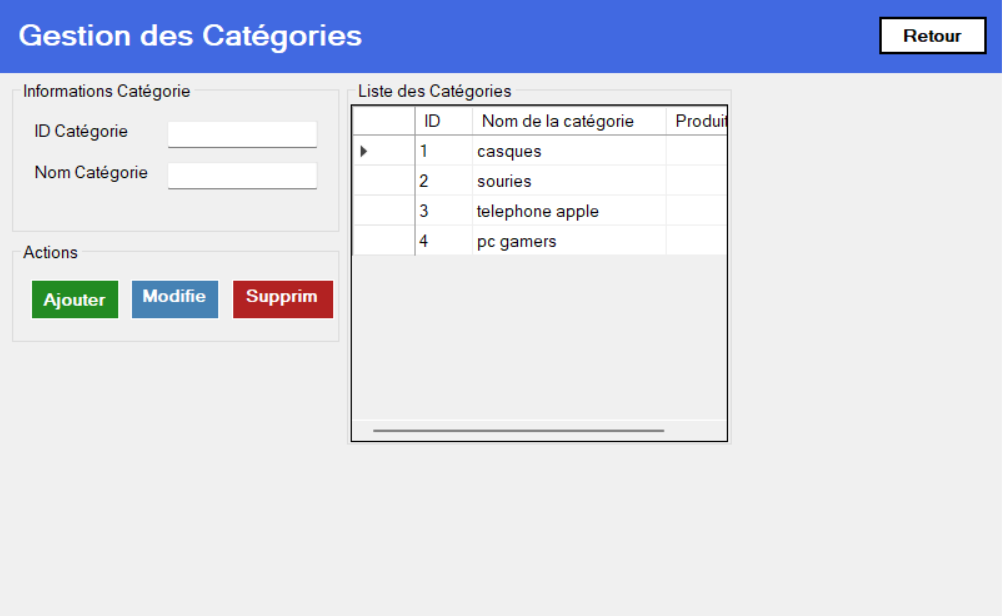 Gestion des Catégories
Retour
Informations Catégorie
ID Catégorie
Nom Catégorie
Actions
Ajouter Modifie Supprim
Liste des Catégories
ID Nom de la catégorie Produit
1 casques
2 souries
3 telephone apple
4 pc gamers